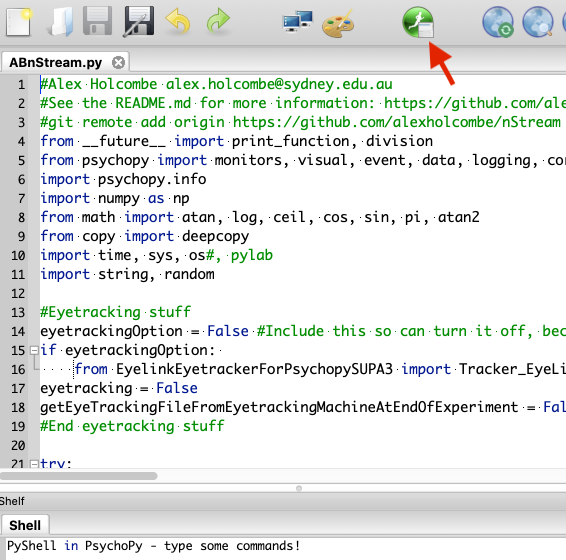 ABnStream.py
1 #Alex Holcombe alex.holcombe@sydney.edu.au
2 #See the README.md for more information: https://github.com/ale
3 #git remote add origin https://github.com/alexholcombe/nStream
4 from __future__ import print_function, division
5 from psychopy import monitors, visual, event, data, logging, co
6 import psychopy.info
7 import numpy as np
8 from math import atan, log, ceil, cos, sin, pi, atan2
9 from copy import deepcopy
10 import time, sys, os#, pylab
11 import string, random
12
13 #Eyetracking stuff
14 eyetrackingOption = False #Include this so can turn it off, bec
15 if eyetrackingOption:
16 from EyelinkEyetrackerForPsychopySUPA3 import Tracker_EyeLi
17 eyetracking = False
18 getEyeTrackingFileFromEyetrackingMachineAtEndOfExperiment = Fal
19 #End eyetracking stuff
20
21 try:
Shelf
Shell
PyShell in PsychoPy - type some commands!